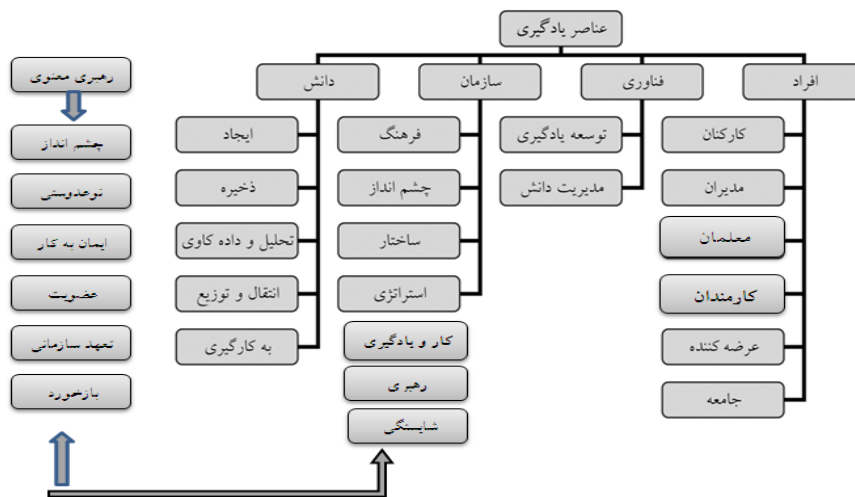 عناصر یادگیری
افراد
فناوری
سازمان
دانش
کارکنان
مدیران
معلمان
کارمندان
عرضه کننده
جامعه
توسعه یادگیری
مدیریت دانش
فرهنگ
چشم انداز
ساختار
استراتژی
کار و یادگیری
رهبری
شایستگی
ایجاد
ذخیره
تحلیل و داده کاوی
انتقال و توزیع
به کارگیری
رهبری معنوی
چشم انداز
نوعدوستی
ایمان به کار
عضویت
تعهد سازمانی
بازخورد